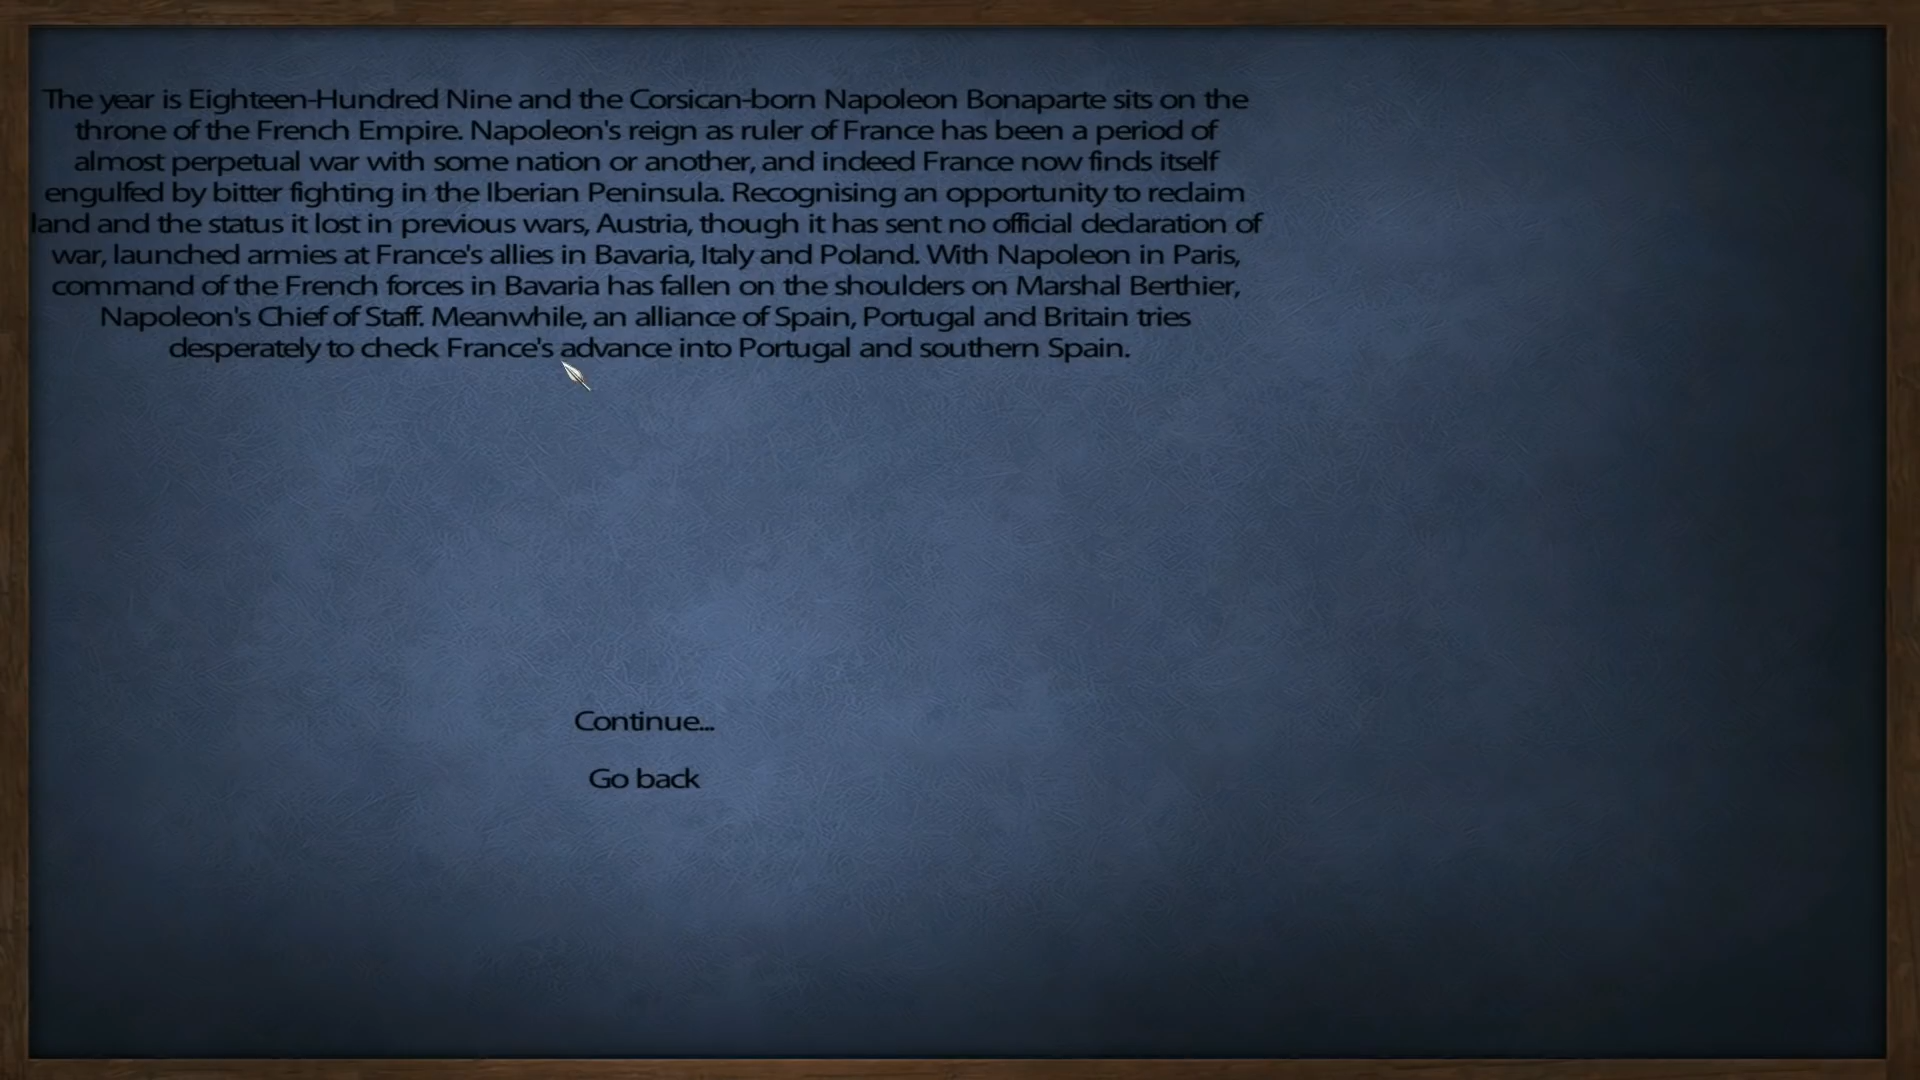 The year is Eighteen-Hundred Nine and the Corsican-born Napoleon Bonaparte sits on the
throne of the French Empire. Napoleon's reign as ruler of France has been a period of
almost perpetual war with some nation or another, and indeed France now finds itself
engulfed by bitter fighting in the Iberian Peninsula. Recognising an opportunity to reclaim
land and the status it lost in previous wars, Austria, though it has sent no official declaration of
war, launched armies at France's allies in Bavaria, Italy and Poland. With Napoleon in Paris,
command of the French forces in Bavaria has fallen on the shoulders on Marshal Berthier,
Napoleon's Chief of Staff. Meanwhile, an alliance of Spain, Portugal and Britain tries
desperately to check France's advance into Portugal and southern Spain.
Continue...
Go back